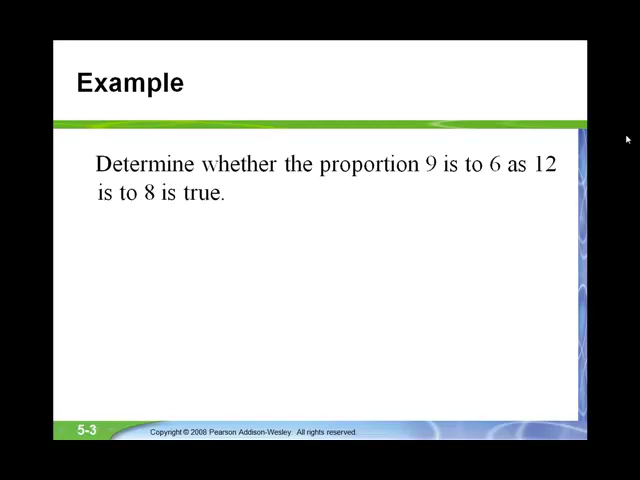 Example
Determine whether the proportion 9 is to 6 as 12
is to 8 is true.
5-3
Copyright © 2008 Pearson Addison-Wesley. All rights reserved.